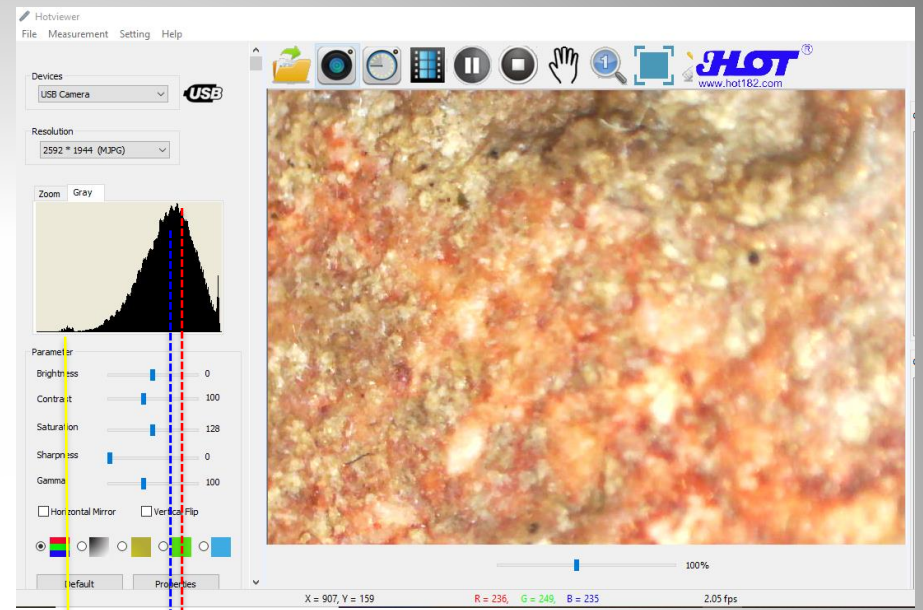 Hotviewer
File Measurement Setting Help
Devices
USB Camera
USB
Resolution
2592 * 1944 (MJPG)
Zoom Gray
Parameter
Brightness 0
Contrast 100
Saturation 128
Sharpness 0
Gamma 100
Horizontal Mirror Vertical Flip
Default Properties
1
HOT®
www.hot182.com
100%
X = 907, Y = 159 R = 236, G = 249, B = 235 2.05 fps